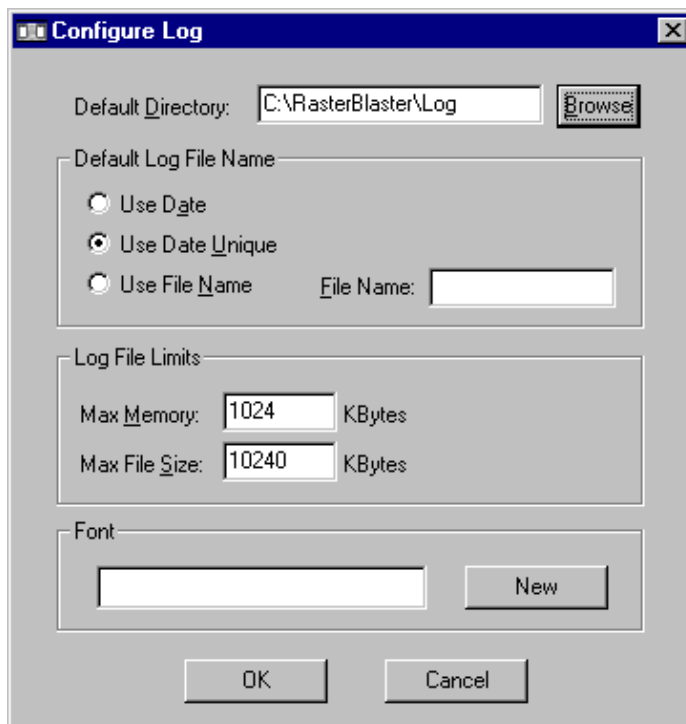 Configure Log
Default Directory: C:\RasterBlaster\Log Browse
Default Log File Name
Use Date
Use Date Unique
Use File Name File Name:
Log File Limits
Max Memory: 1024 KBytes
Max File Size: 10240 KBytes
Font
New
OK Cancel